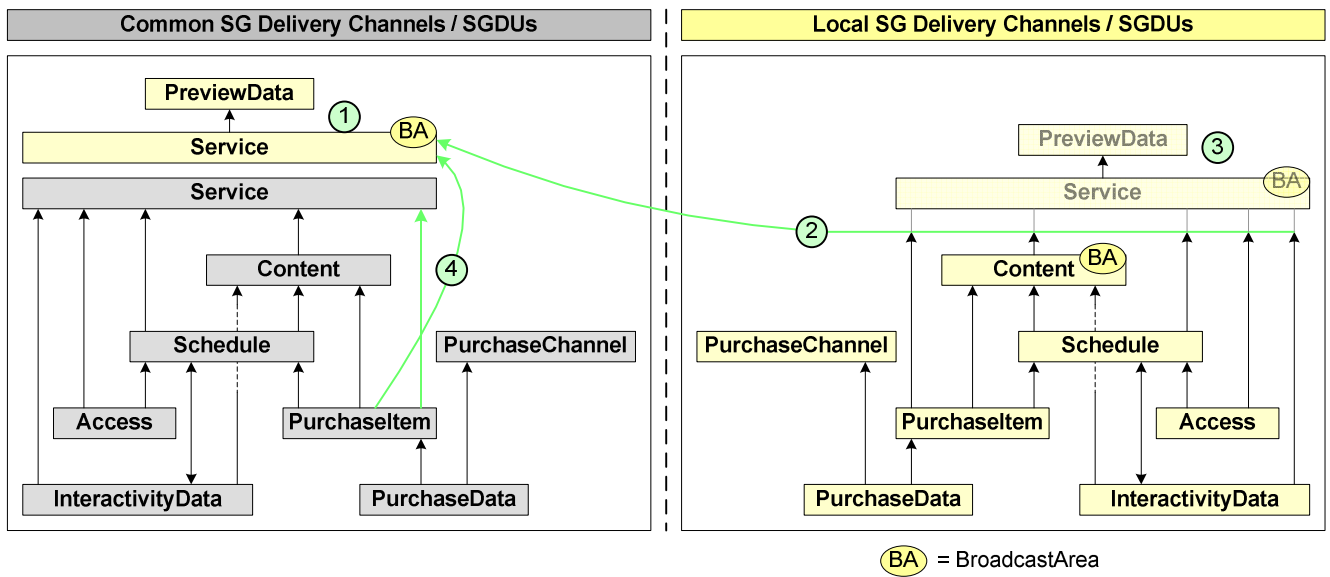 Common SG Delivery Channels / SGDUs
Local SG Delivery Channels / SGDUs
PreviewData
1
BA
Service
Service
Content
4
Schedule
PurchaseChannel
Access
PurchaseItem
InteractivityData
PurchaseData
2
PreviewData
3
BA
Service
BA
Content
PurchaseChannel
Schedule
PurchaseItem
Access
PurchaseData
InteractivityData
BA = BroadcastArea